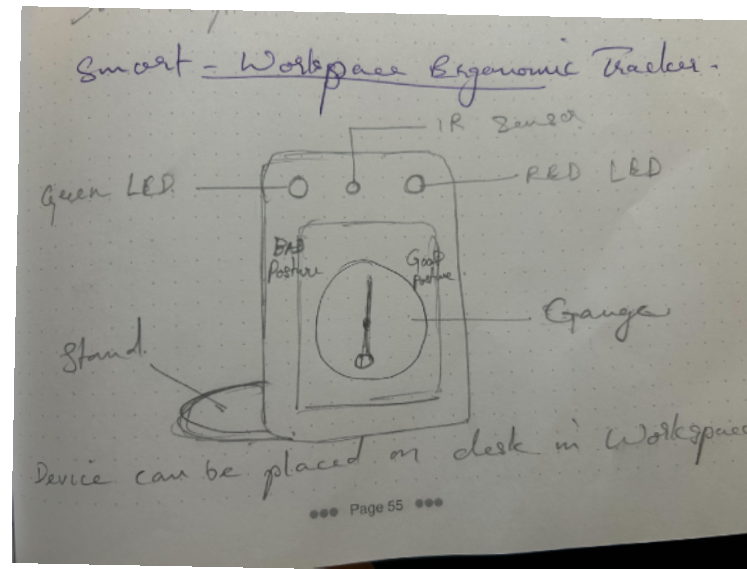 Smart - Workspace Ergonomic Tracker.
IR Sensor
Green LED
RED LED
BAD Posture
Good Posture
Gauge
Stand.
Device can be placed on desk in Workspace
Page 55